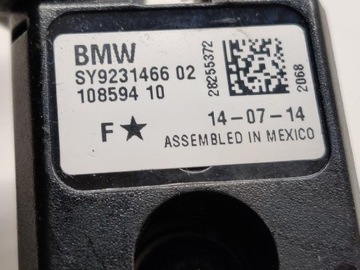 BMW
SY9231466 02
108594 10
28255372
2068
F★
14-07-14
ASSEMBLED IN MEXICO